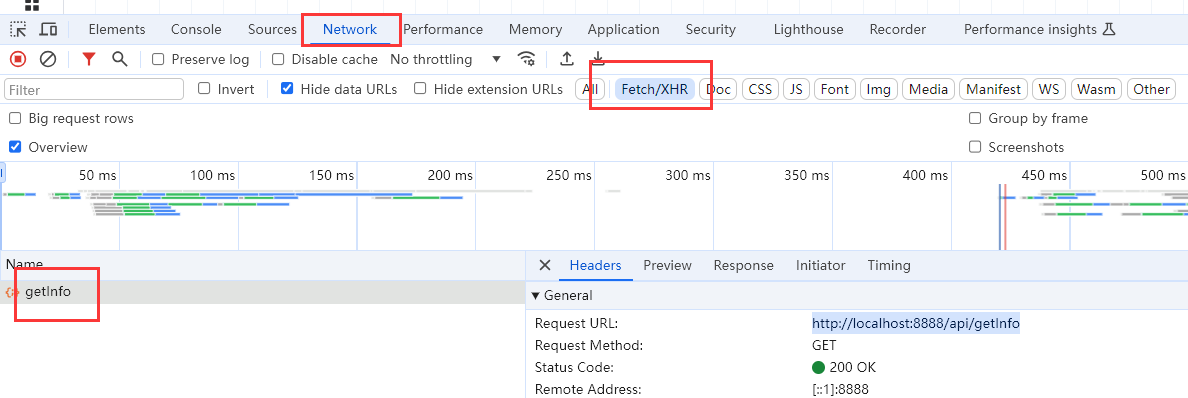 Elements Console Sources Network Performance Memory Application Security Lighthouse Recorder Performance insights
Preserve log Disable cache No throttling
Filter Invert Hide data URLs Hide extension URLs All Fetch/XHR Doc CSS JS Font Img Media Manifest WS Wasm Other
Big request rows Group by frame
Overview Screenshots
50 ms 100 ms 150 ms 200 ms 250 ms 300 ms 350 ms 400 ms 450 ms 500 ms
Name Headers Preview Response Initiator Timing
getInfo General
Request URL: http://localhost:8888/api/getInfo
Request Method: GET
Status Code: 200 OK
Remote Address: [::1]:8888